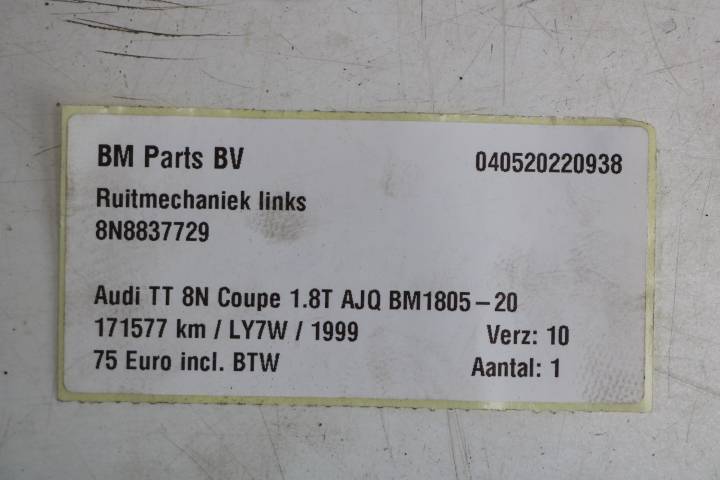 BM Parts BV 040520220938
Ruitmechaniek links
8N8837729
Audi TT 8N Coupe 1.8T AJQ BM1805-20
171577 km / LY7W / 1999 Verz: 10
75 Euro incl. BTW Aantal: 1